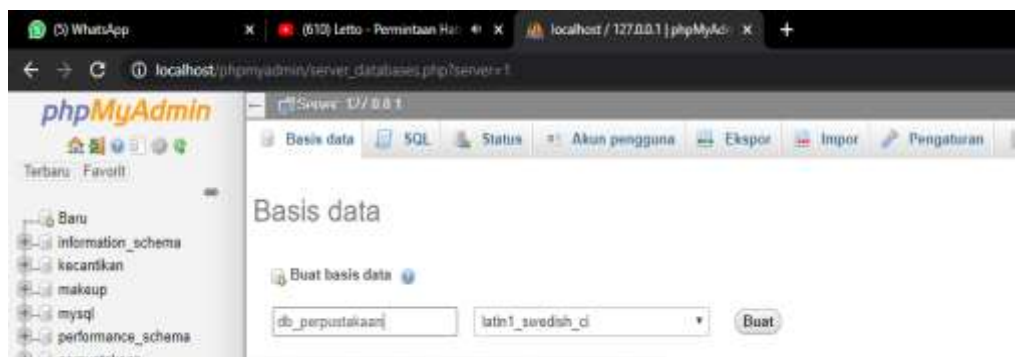 (5) WhatsApp
(610) Letto - Permintaan Ha
localhost / 127.0.0.1 | phpMyAd
localhost/phpmyadmin/server_databases.php?server=1
phpMyAdmin
Terbaru Favorit
Baru
information_schema
kecantikan
makeup
mysql
performance_schema
Server: 127.0.0.1
Basis data SQL Status Akun pengguna Ekspor Impor Pengaturan
Basis data
Buat basis data
db_perpustakaan latin1_swedish_ci Buat